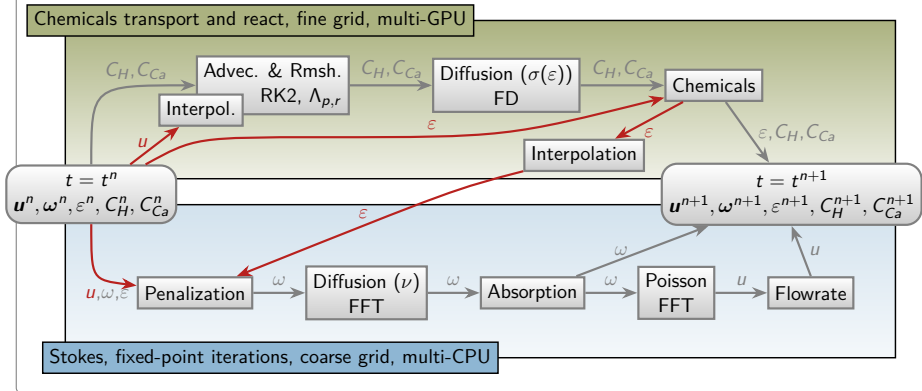 Chemicals transport and react, fine grid, multi-GPU
C_H, C_Ca
Advec. & Rmsh.
RK2, Λ_{p,r}
C_H, C_Ca
Diffusion (σ(ε))
FD
C_H, C_Ca
Chemicals
Interpol.
u
ε
ε
ε, C_H, C_Ca
Interpolation
t = t^n
u^n, ω^n, ε^n, C_H^n, C_Ca^n
t = t^{n+1}
u^{n+1}, ω^{n+1}, ε^{n+1}, C_H^{n+1}, C_Ca^{n+1}
ε
u,ω,ε
Penalization
ω
Diffusion (ν)
FFT
ω
Absorption
ω
ω
Poisson
FFT
u
Flowrate
u
Stokes, fixed-point iterations, coarse grid, multi-CPU